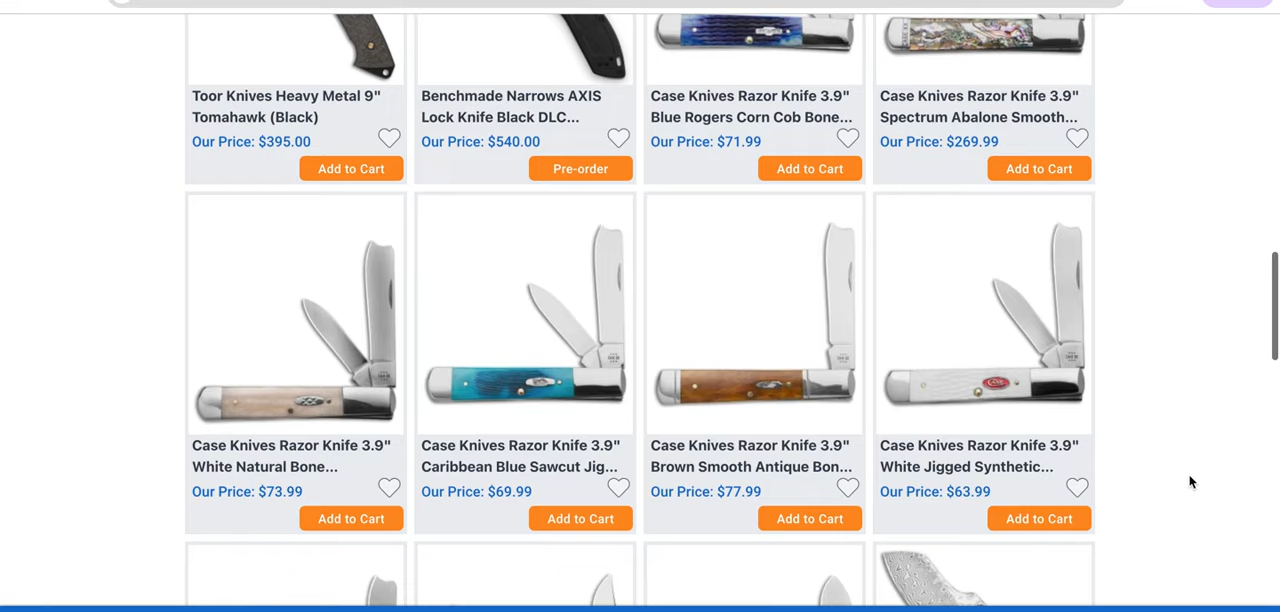 Toor Knives Heavy Metal 9"
Tomahawk (Black)
Our Price: $395.00
Add to Cart
Benchmade Narrows AXIS
Lock Knife Black DLC...
Our Price: $540.00
Pre-order
Case Knives Razor Knife 3.9"
Blue Rogers Corn Cob Bone...
Our Price: $71.99
Add to Cart
Case Knives Razor Knife 3.9"
Spectrum Abalone Smooth...
Our Price: $269.99
Add to Cart
Case Knives Razor Knife 3.9"
White Natural Bone...
Our Price: $73.99
Add to Cart
Case Knives Razor Knife 3.9"
Caribbean Blue Sawcut Jig...
Our Price: $69.99
Add to Cart
Case Knives Razor Knife 3.9"
Brown Smooth Antique Bon...
Our Price: $77.99
Add to Cart
Case
Case Knives Razor Knife 3.9"
White Jigged Synthetic...
Our Price: $63.99
Add to Cart